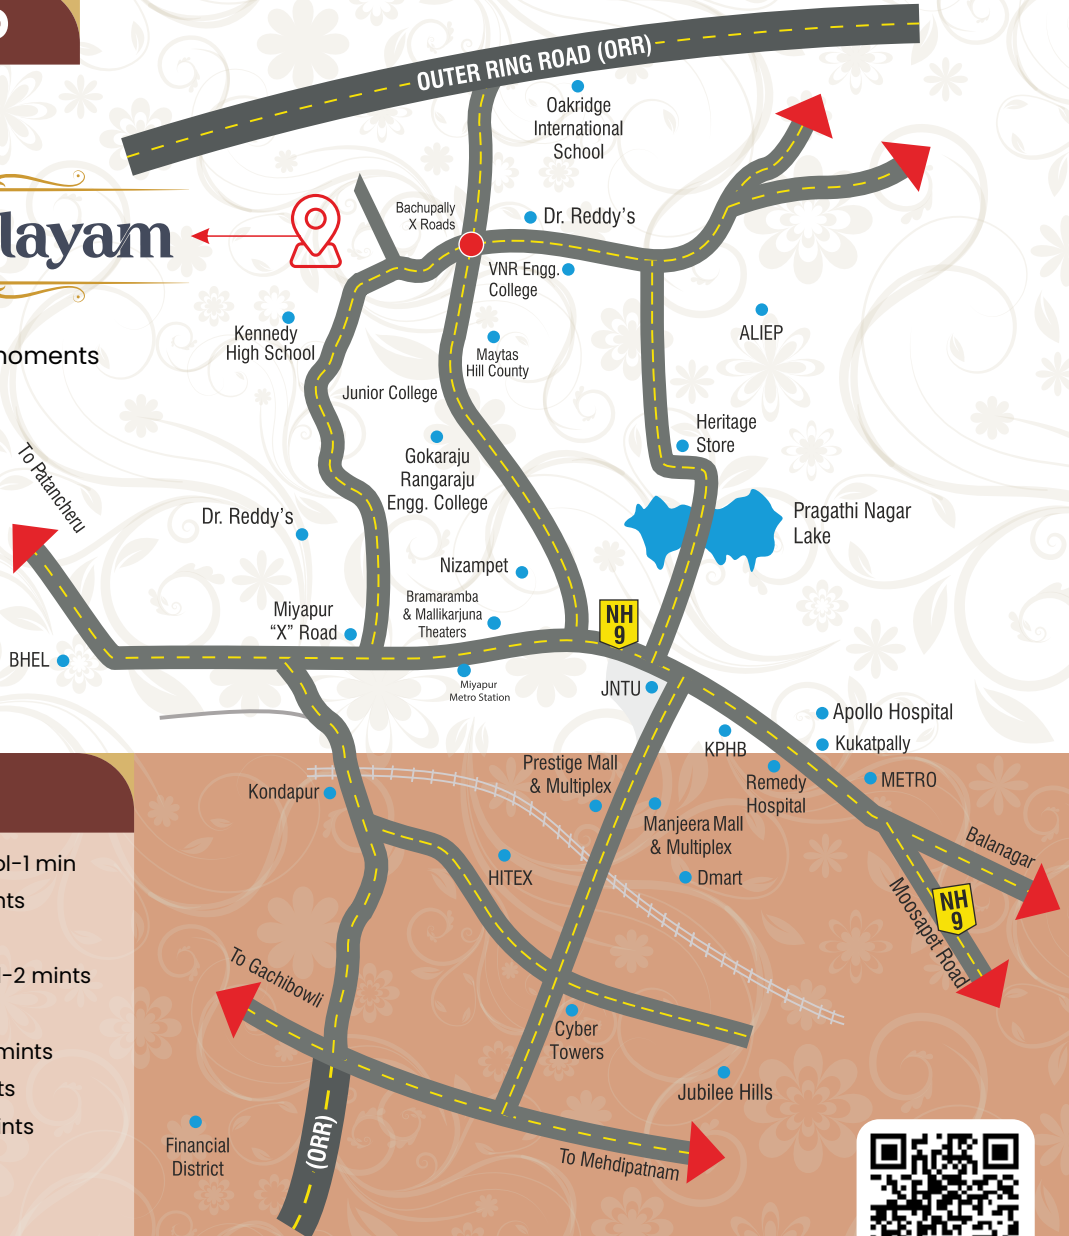 OUTER RING ROAD (ORR)
Oakridge
International
School
Bachupally
X Roads
Dr. Reddy's
layam
VNR Engg.
College
Kennedy
High School
ALIEP
Maytas
Hill County
moments
Junior College
Heritage
Store
To Patancheru
Gokaraju
Rangaraju
Engg. College
Dr. Reddy's
Pragathi Nagar
Lake
Nizampet
Bramaramba
& Mallikarjuna
Theaters
Miyapur
"X" Road
NH
9
BHEL
Miyapur
Metro Station
JNTU
Apollo Hospital
Kukatpally
KPHB
METRO
Remedy
Hospital
Prestige Mall
& Multiplex
Kondapur
Manjeera Mall
& Multiplex
Balanagar
HITEX
Dmart
Moosapet Road
NH
9
ol-1 min
nts
l-2 mints
mints
ts
ints
To Gachibowli
Cyber
Towers
Jubilee Hills
(ORR)
Financial
District
To Mehdipatnam